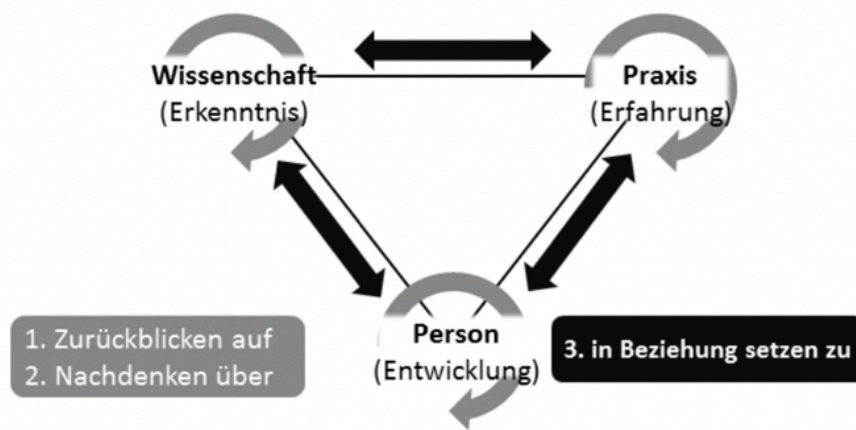 Wissenschaft
(Erkenntnis)
Praxis
(Erfahrung)
Person
(Entwicklung)
1. Zurückblicken auf
2. Nachdenken über
3. in Beziehung setzen zu